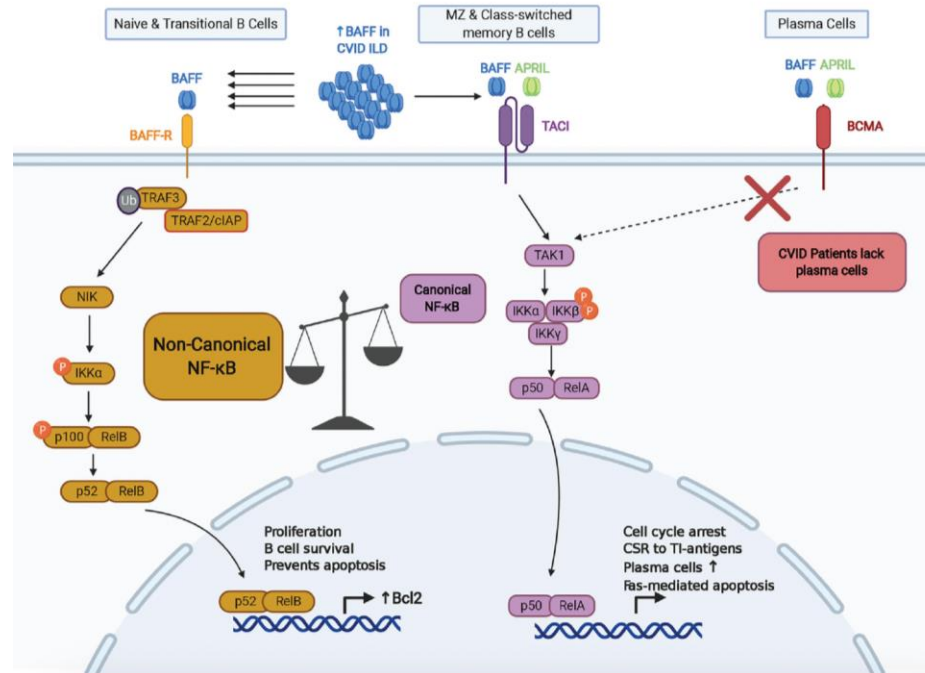 Naive & Transitional B Cells
↑BAFF in
CVID ILD
MZ & Class-switched
memory B cells
Plasma Cells
BAFF
BAFF-R
BAFF APRIL
TACI
BAFF APRIL
BCMA
Ub
TRAF3
TRAF2/cIAP
NIK
P
IKKα
P
p100
RelB
p52
RelB
Non-Canonical
NF-κB
Canonical
NF-κB
TAK1
P
P
IKKα
IKKβ
IKKγ
p50
RelA
CVID Patients lack
plasma cells
Proliferation
B cell survival
Prevents apoptosis
p52
RelB
↑Bcl2
Cell cycle arrest
CSR to TI-antigens
Plasma cells ↑
Fas-mediated apoptosis
p50
RelA